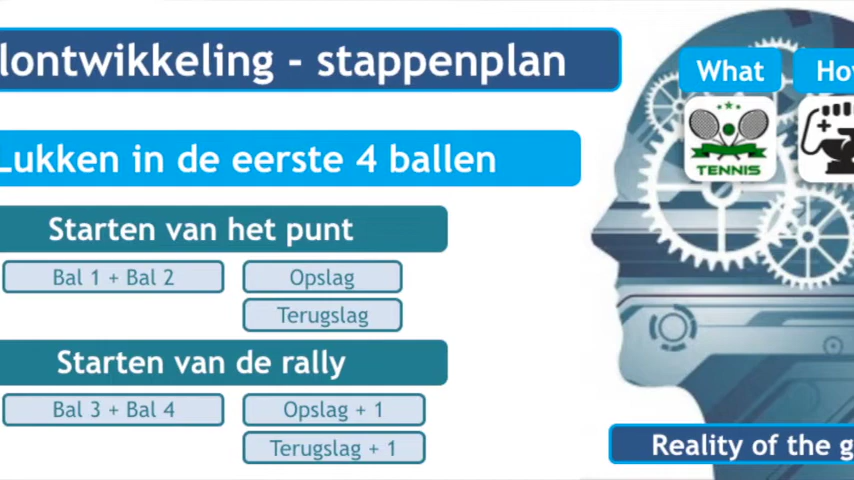 lontwikkeling - stappenplan
What
Lukken in de eerste 4 ballen
TENNIS
Starten van het punt
Bal 1 + Bal 2
Opslag
Terugslag
Starten van de rally
Bal 3 + Bal 4
Opslag + 1
Terugslag + 1
Reality of the g